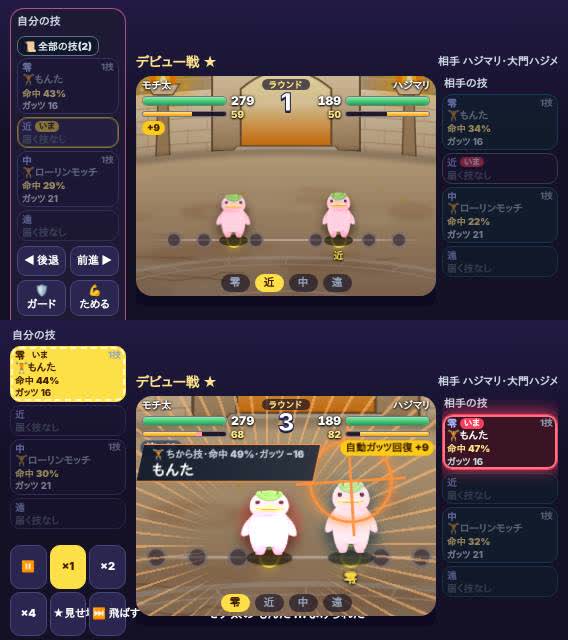 自分の技
📜全部の技(2)
零 1技
🏋もんた
命中 43%
ガッツ 16
近 いま
届く技なし
中 1技
🏋ローリンモッチ
命中 29%
ガッツ 21
遠
届く技なし
◀ 後退
前進 ▶
🛡️
ガード
💪
ためる
デビュー戦 ★
モチ太
ラウンド
ハジマリ
279
1
189
59
50
+9
近
零
近
中
遠
相手 ハジマリ・大門ハジメ
相手の技
零 1技
🏋もんた
命中 34%
ガッツ 16
近 いま
届く技なし
中 1技
🏋ローリンモッチ
命中 22%
ガッツ 21
遠
届く技なし
自分の技
零 いま 1技
🏋もんた
命中 44%
ガッツ 16
近
届く技なし
中 1技
🏋ローリンモッチ
命中 30%
ガッツ 21
遠
届く技なし
⏸
×1
×2
×4
★見せ
⏩ 飛ばす
デビュー戦 ★
モチ太
ラウンド
ハジマリ
279
3
189
68
82
🏋ちから技・命中 49%・ガッツ −16
もんた
自動ガッツ回復 +9
零
零
近
中
遠
相手 ハジマリ・大門ハジメ
相手の技
零 いま 1技
🏋もんた
命中 47%
ガッツ 16
近
届く技なし
中 1技
🏋ローリンモッチ
命中 32%
ガッツ 21
遠
届く技なし